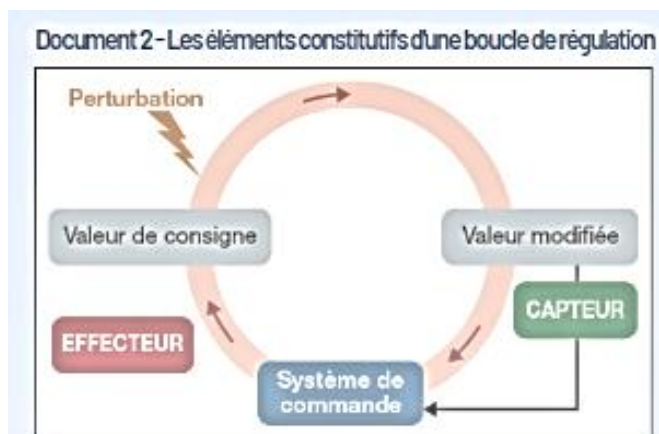 Document 2 - Les éléments constitutifs d'une boucle de régulation
Perturbation
Valeur de consigne
Valeur modifiée
CAPTEUR
EFFECTEUR
Système de
commande